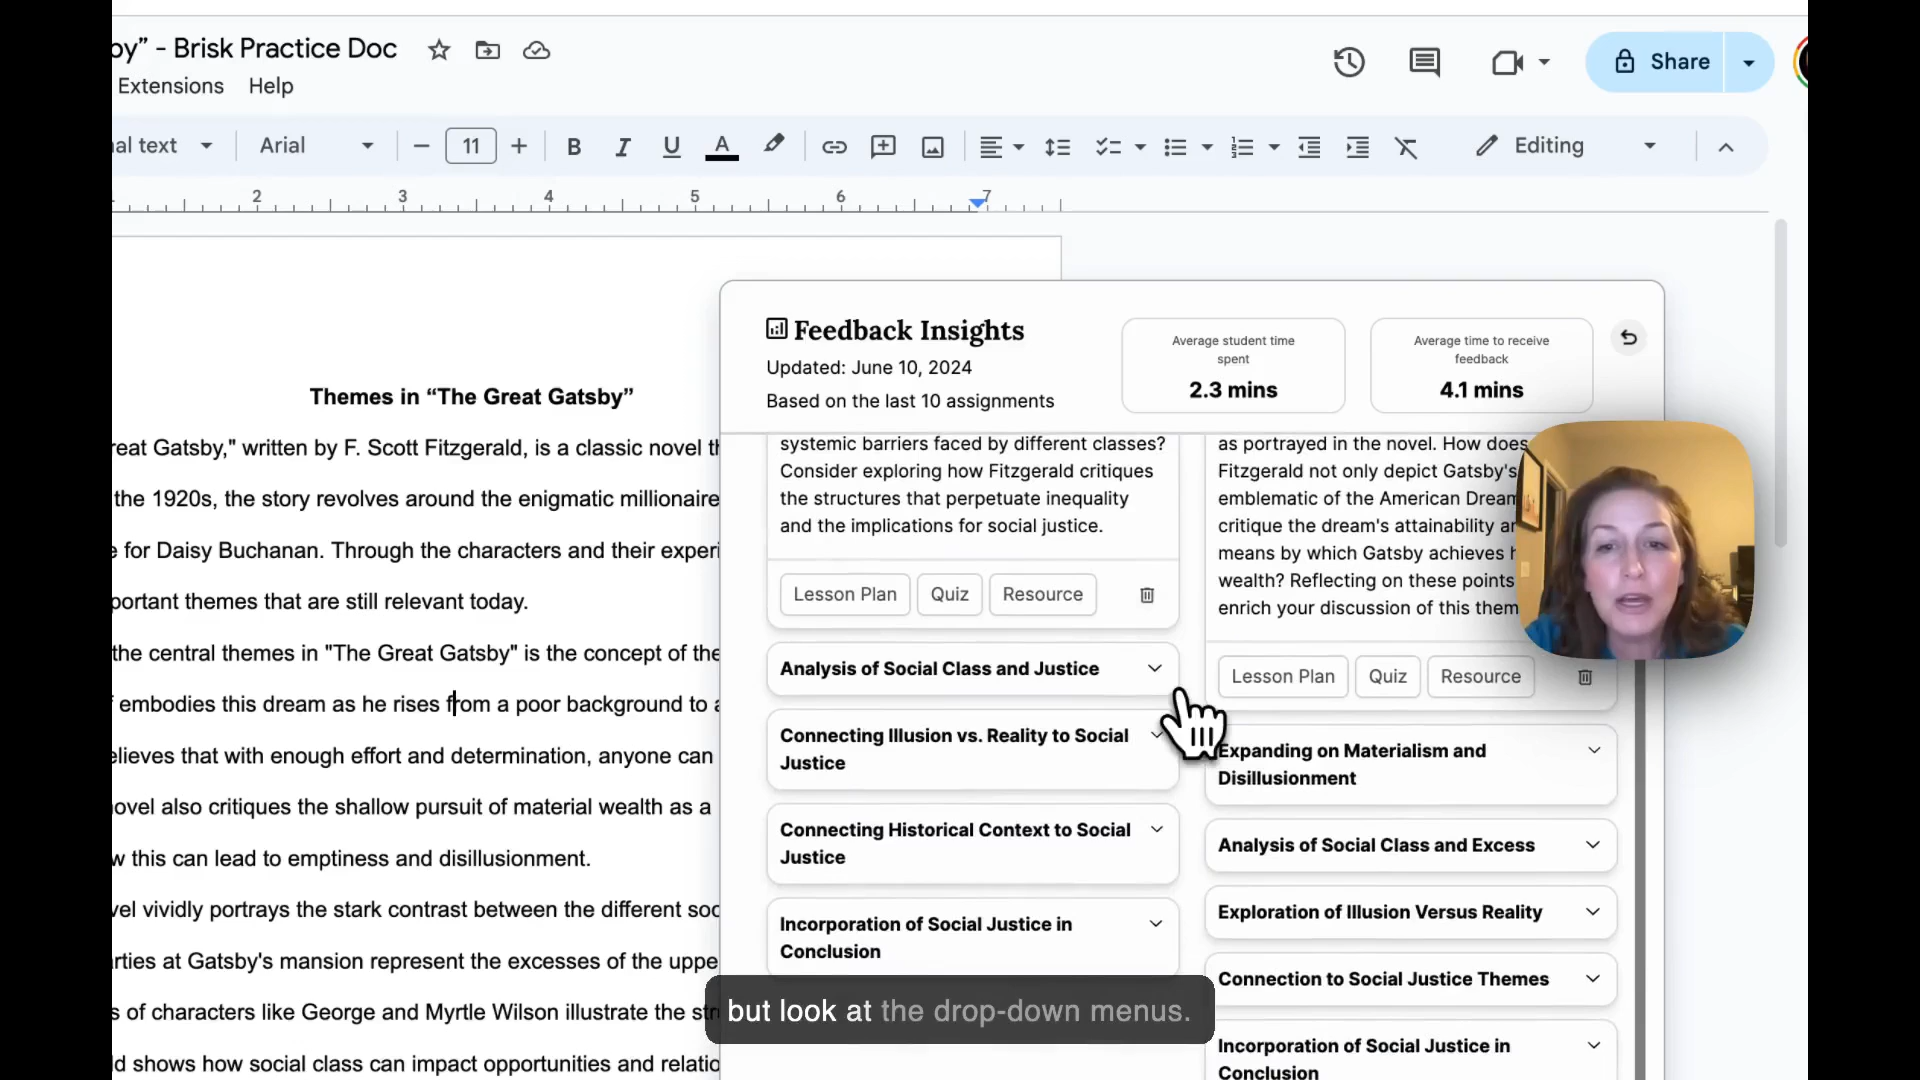 by” - Brisk Practice Doc
Extensions Help
Share
al text Arial 11 Editing
2 3 4 5 6 7
Themes in “The Great Gatsby”
reat Gatsby," written by F. Scott Fitzgerald, is a classic novel
the 1920s, the story revolves around the enigmatic millionaire
for Daisy Buchanan. Through the characters and their experi
portant themes that are still relevant today.
the central themes in "The Great Gatsby" is the concept of the
embodies this dream as he rises from a poor background to
elieves that with enough effort and determination, anyone can
ovel also critiques the shallow pursuit of material wealth as a
w this can lead to emptiness and disillusionment.
vel vividly portrays the stark contrast between the different soc
rties at Gatsby's mansion represent the excesses of the uppe
s of characters like George and Myrtle Wilson illustrate the str
ld shows how social class can impact opportunities and relatio
Feedback Insights
Updated: June 10, 2024
Based on the last 10 assignments
Average student time
spent
2.3 mins
Average time to receive
feedback
4.1 mins
systemic barriers faced by different classes?
Consider exploring how Fitzgerald critiques
the structures that perpetuate inequality
and the implications for social justice.
Lesson Plan Quiz Resource
Analysis of Social Class and Justice
Connecting Illusion vs. Reality to Social
Justice
Connecting Historical Context to Social
Justice
Incorporation of Social Justice in
Conclusion
as portrayed in the novel. How does
Fitzgerald not only depict Gatsby's
emblematic of the American Dream
critique the dream's attainability
means by which Gatsby achieves
wealth? Reflecting on these points
enrich your discussion of this them
Lesson Plan Quiz Resource
Expanding on Materialism and
Disillusionment
Analysis of Social Class and Excess
Exploration of Illusion Versus Reality
Connection to Social Justice Themes
Incorporation of Social Justice in
Conclusion
but look at the drop-down menus.